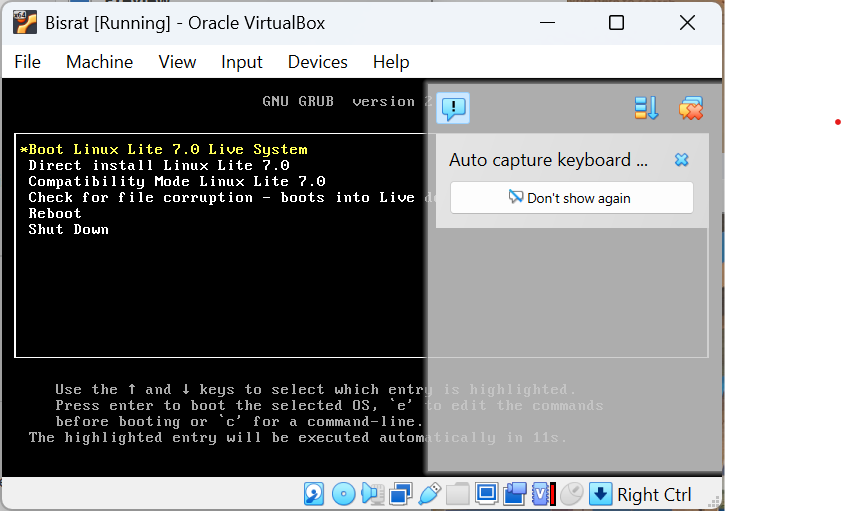 Bisrat [Running] - Oracle VirtualBox
File Machine View Input Devices Help
GNU GRUB version 2
*Boot Linux Lite 7.0 Live System
Direct install Linux Lite 7.0
Compatibility Mode Linux Lite 7.0
Check for file corruption - boots into Live
Reboot
Shut Down
Auto capture keyboard ...
Don't show again
Use the ↑ and ↓ keys to select which entry is highlighted.
Press enter to boot the selected OS, `e' to edit the commands
before booting or `c' for a command-line.
The highlighted entry will be executed automatically in 11s.
Right Ctrl